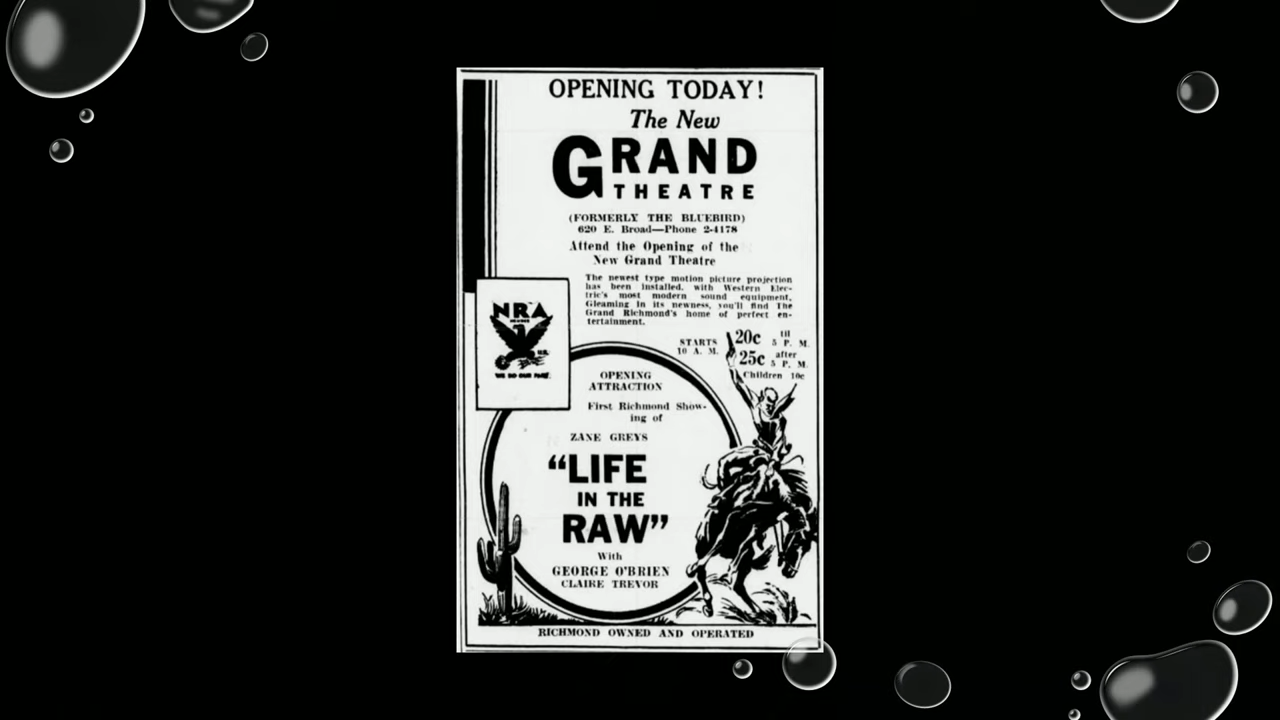 OPENING TODAY!
The New
GRAND
THEATRE
(FORMERLY THE BLUEBIRD)
620 E. Broad—Phone 2-4178
Attend the Opening of the
New Grand Theatre
The newest type motion picture projection
has been installed, with Western Elec-
tric's most modern sound equipment,
Gleaming in its newness, you'll find The
Grand Richmond's home of perfect en-
tertainment.
NRA
MEMBER
U.S.
WE DO OUR PART
STARTS
10 A. M.
20c til 5 P. M.
25c after 5 P. M.
Children 10c
OPENING
ATTRACTION
First Richmond Show-
ing of
ZANE GREYS
"LIFE
IN THE
RAW"
With
GEORGE O'BRIEN
CLAIRE TREVOR
RICHMOND OWNED AND OPERATED